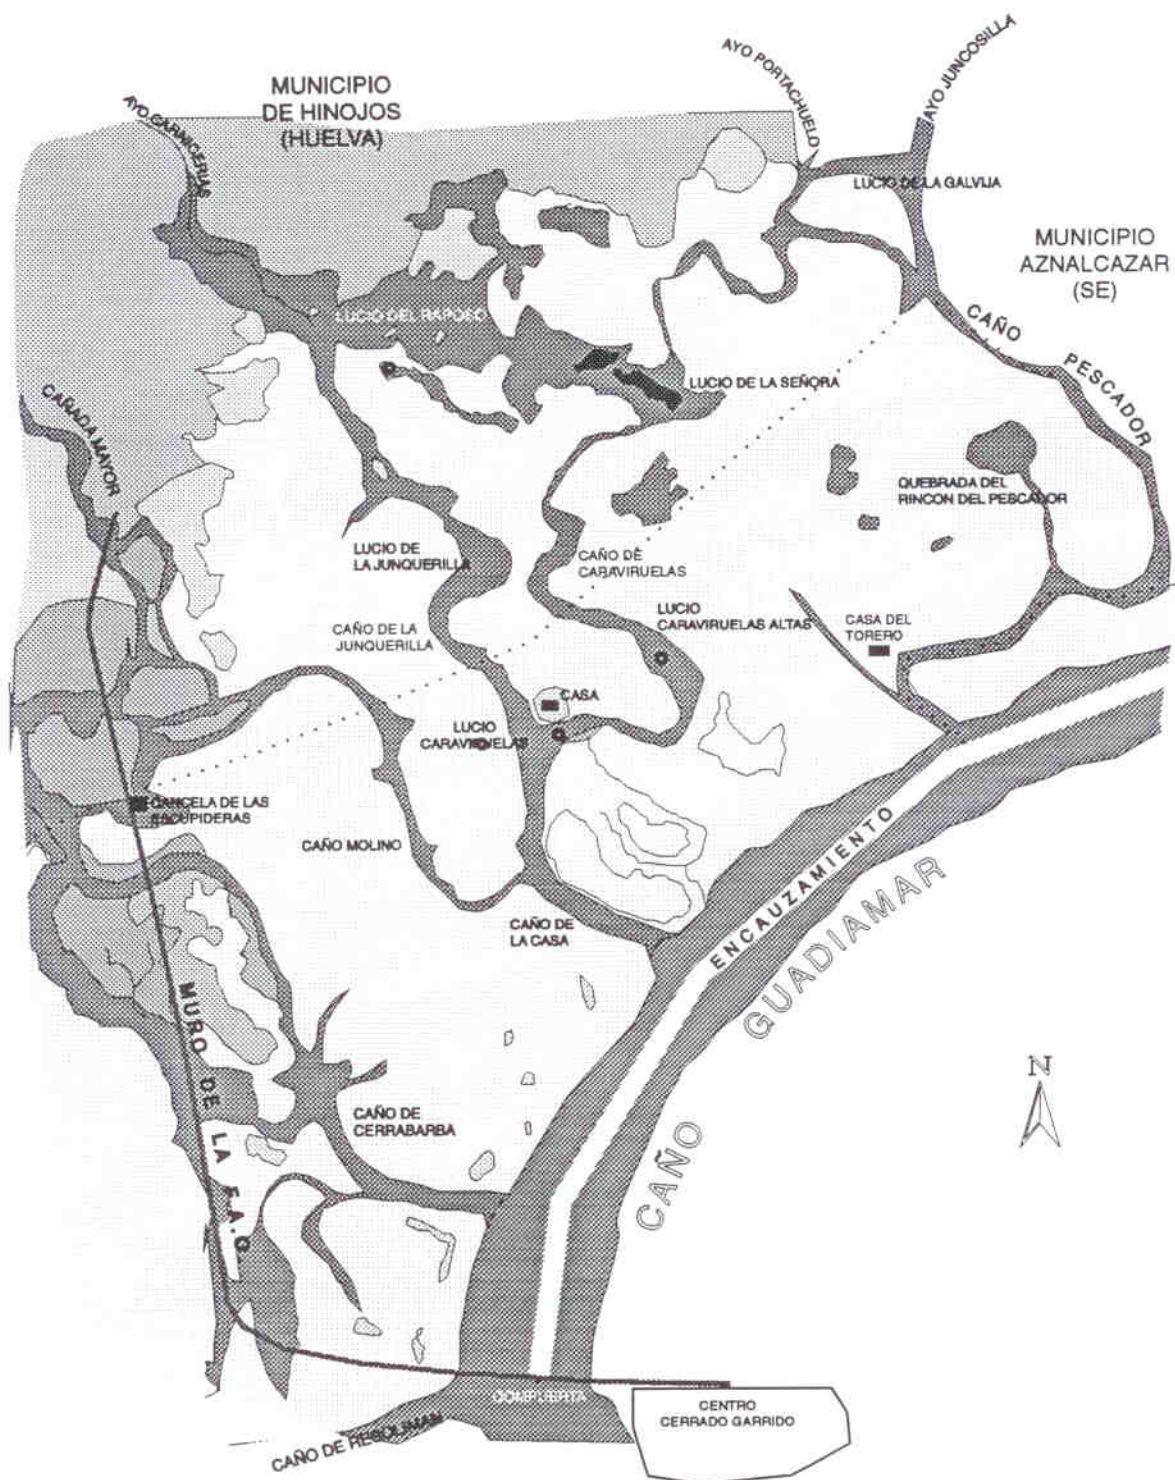 AYO JUNCOSILLA
AYO PORTACHUELO
MUNICIPIO
DE HINOJOS
(HUELVA)
AYO CARNICERIAS
LUCIO DE LA GALVIJA
MUNICIPIO
AZNALCAZAR
(SE)
LUCIO DEL RAPOSO
CAÑO
PESCADOR
LUCIO DE LA SEÑORA
CAÑADA MAYOR
QUEBRADA DEL
RINCON DEL PESCADOR
LUCIO DE
LA JUNQUERILLA
CAÑO DE
CARAVIRUELAS
LUCIO
CARAVIRUELAS ALTAS
CASA DEL
TORERO
CAÑO DE LA
JUNQUERILLA
CASA
LUCIO
CARAVIRUELAS
CANCELA DE LAS
ESCUPIDERAS
CAÑO MOLINO
ENCAUZAMIENTO
CAÑO DE
LA CASA
CAÑO GUADIAMAR
MURO DE LA F.A.O.
N
CAÑO DE
CERRABARBA
COMPUERTA
CENTRO
CERRADO GARRIDO
CAÑO DE